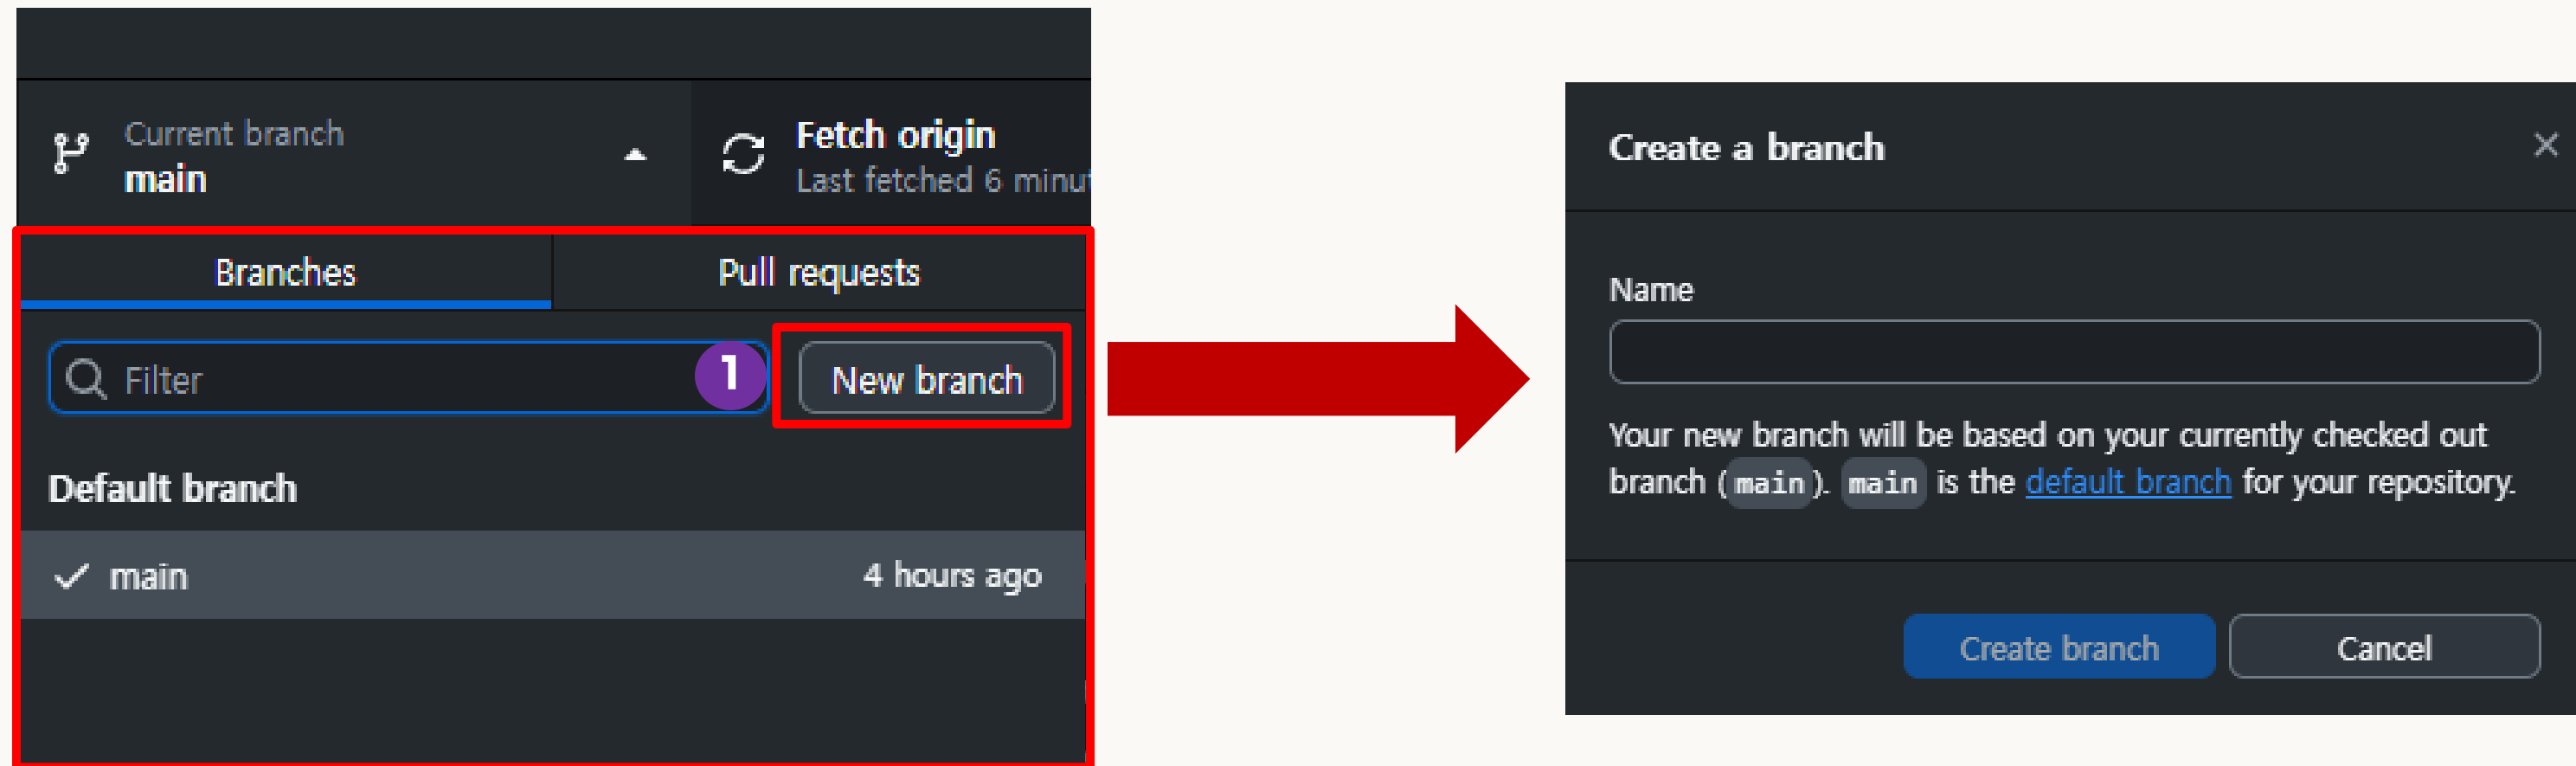 Current branch
main
Fetch origin
Last fetched 6
Branches
Pull requests
Filter
1
New branch
Default branch
main
4 hours ago
Create a branch
Name
Your new branch will be based on your currently checked out
branch (main). main is the default branch for your repository.
Create branch
Cancel